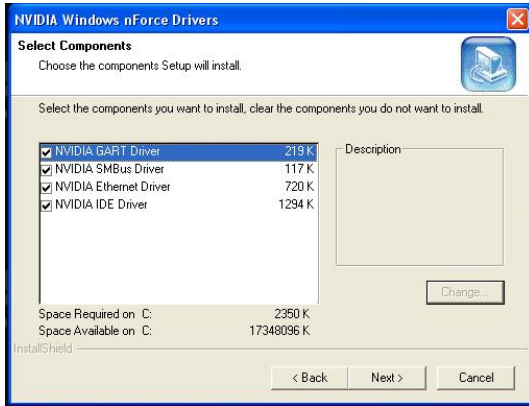 NVIDIA Windows nForce Drivers
Select Components
Choose the components Setup will install.
Select the components you want to install, clear the components you do not want to install.
NVIDIA GART Driver 219 K
NVIDIA SMBus Driver 117 K
NVIDIA Ethernet Driver 720 K
NVIDIA IDE Driver 1294 K
Description
Change...
Space Required on C: 2350 K
Space Available on C: 17348096 K
InstallShield
< Back Next > Cancel